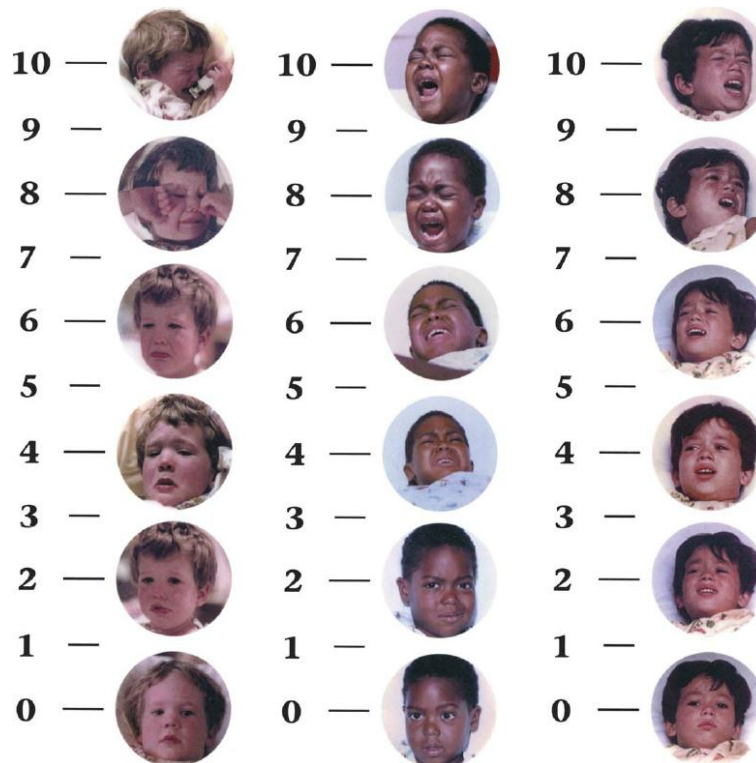 10 — 10 — 10 —
9 — 9 — 9 —
8 — 8 — 8 —
7 — 7 — 7 —
6 — 6 — 6 —
5 — 5 — 5 —
4 — 4 — 4 —
3 — 3 — 3 —
2 — 2 — 2 —
1 — 1 — 1 —
0 — 0 — 0 —